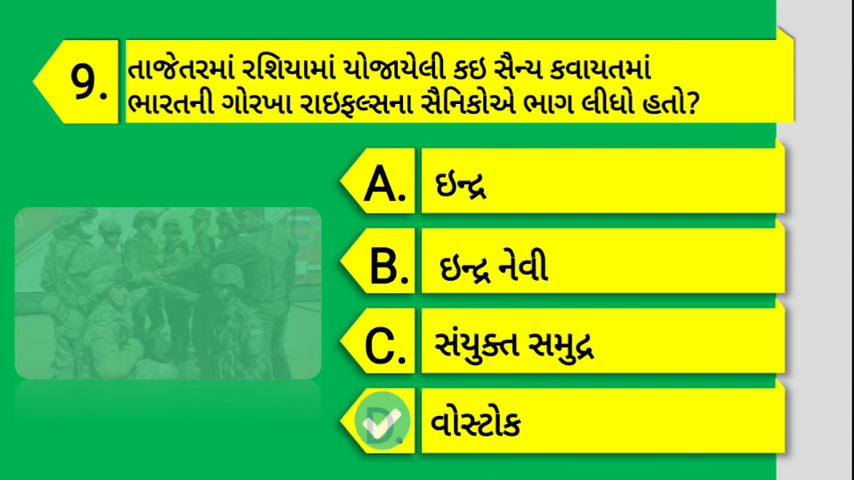 9. તાજેતરમાં રશિયામાં યોજાયેલી કઇ સૈન્ય કવાયતમાં
ભારતની ગોરખા રાઇફલ્સના સૈનિકોએ ભાગ લીધો હતો?
A. ઇન્દ્ર
B. ઇન્દ્ર નેવી
C. સંયુક્ત સમુદ્ર
D. વોસ્ટોક